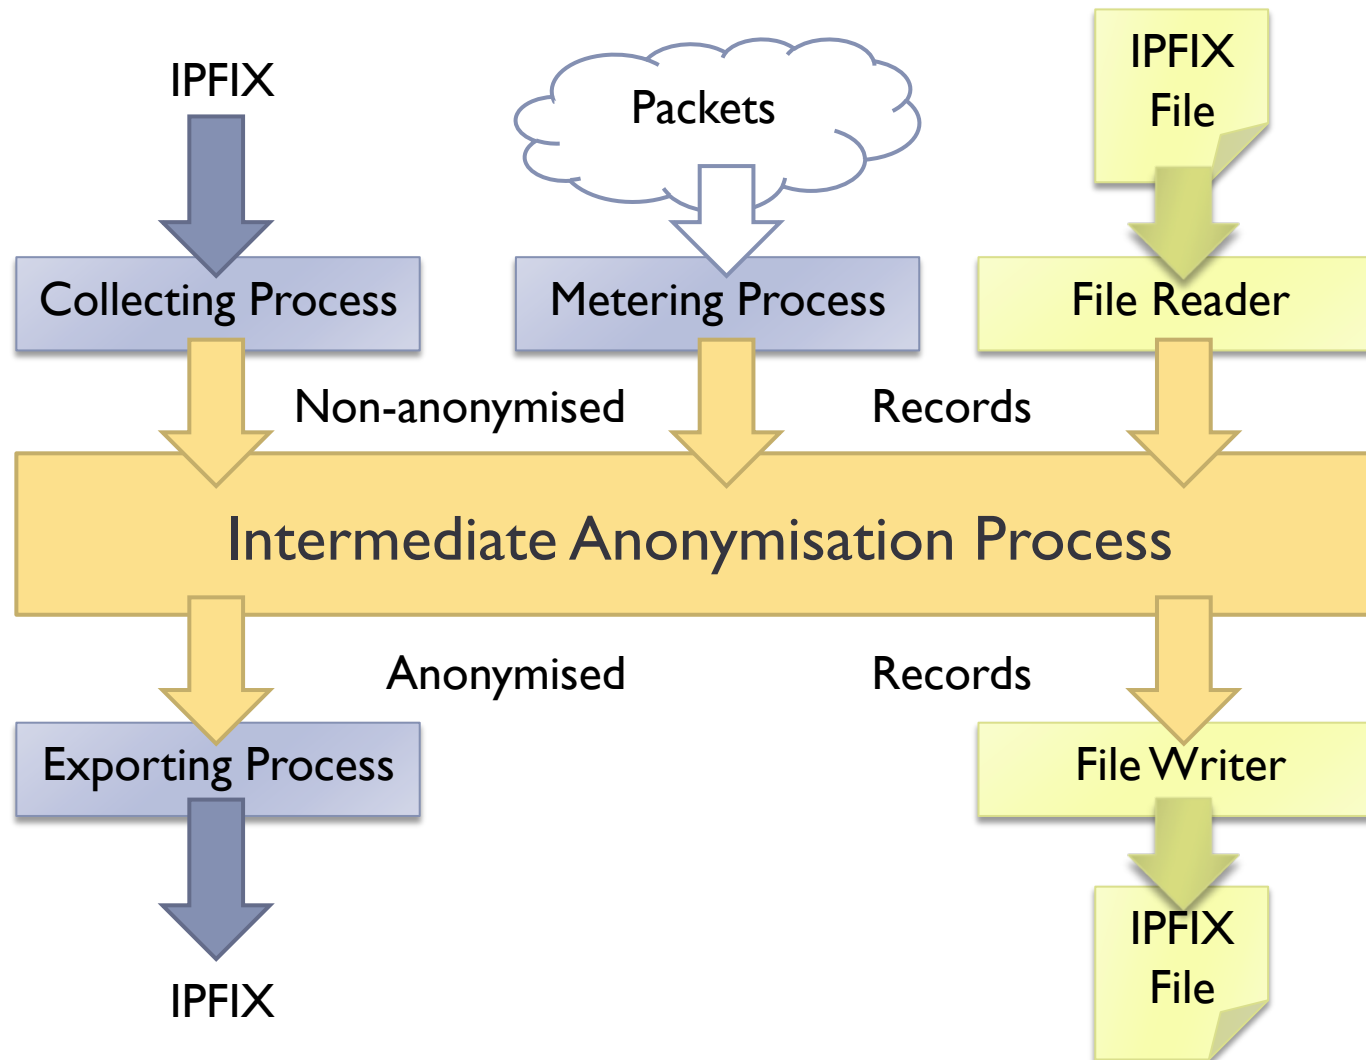 IPFIX
Packets
IPFIX
File
Collecting Process
Metering Process
File Reader
Non-anonymised
Records
Intermediate Anonymisation Process
Anonymised
Records
Exporting Process
File Writer
IPFIX
IPFIX
File